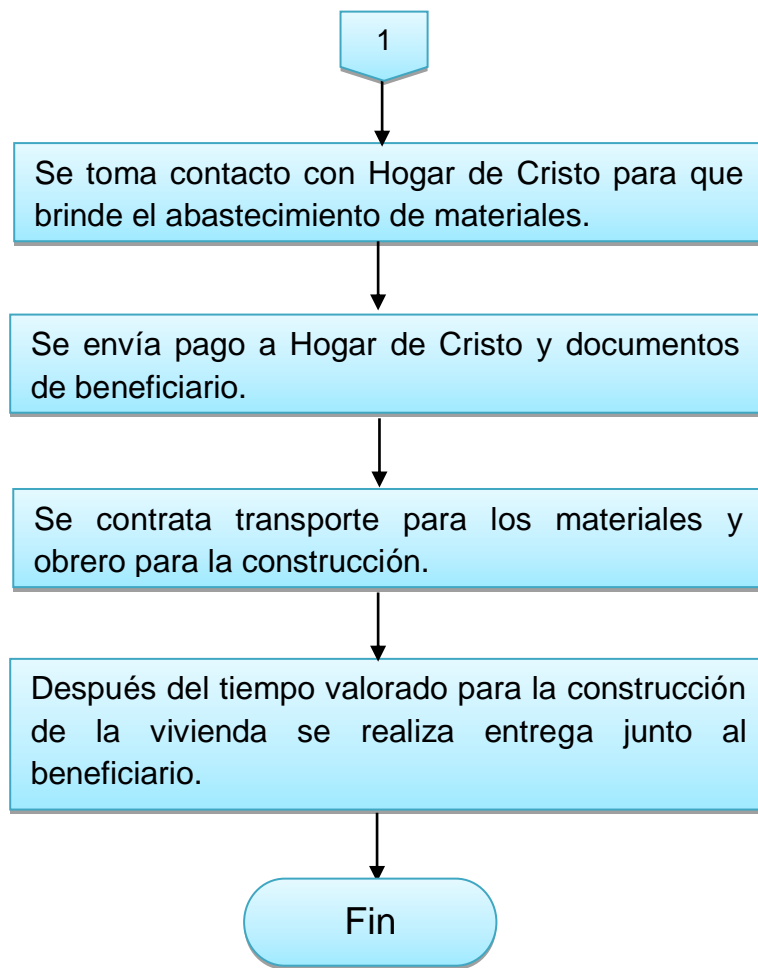 1
Se toma contacto con Hogar de Cristo para que
brinde el abastecimiento de materiales.
Se envía pago a Hogar de Cristo y documentos
de beneficiario.
Se contrata transporte para los materiales y
obrero para la construcción.
Después del tiempo valorado para la construcción
de la vivienda se realiza entrega junto al
beneficiario.
Fin